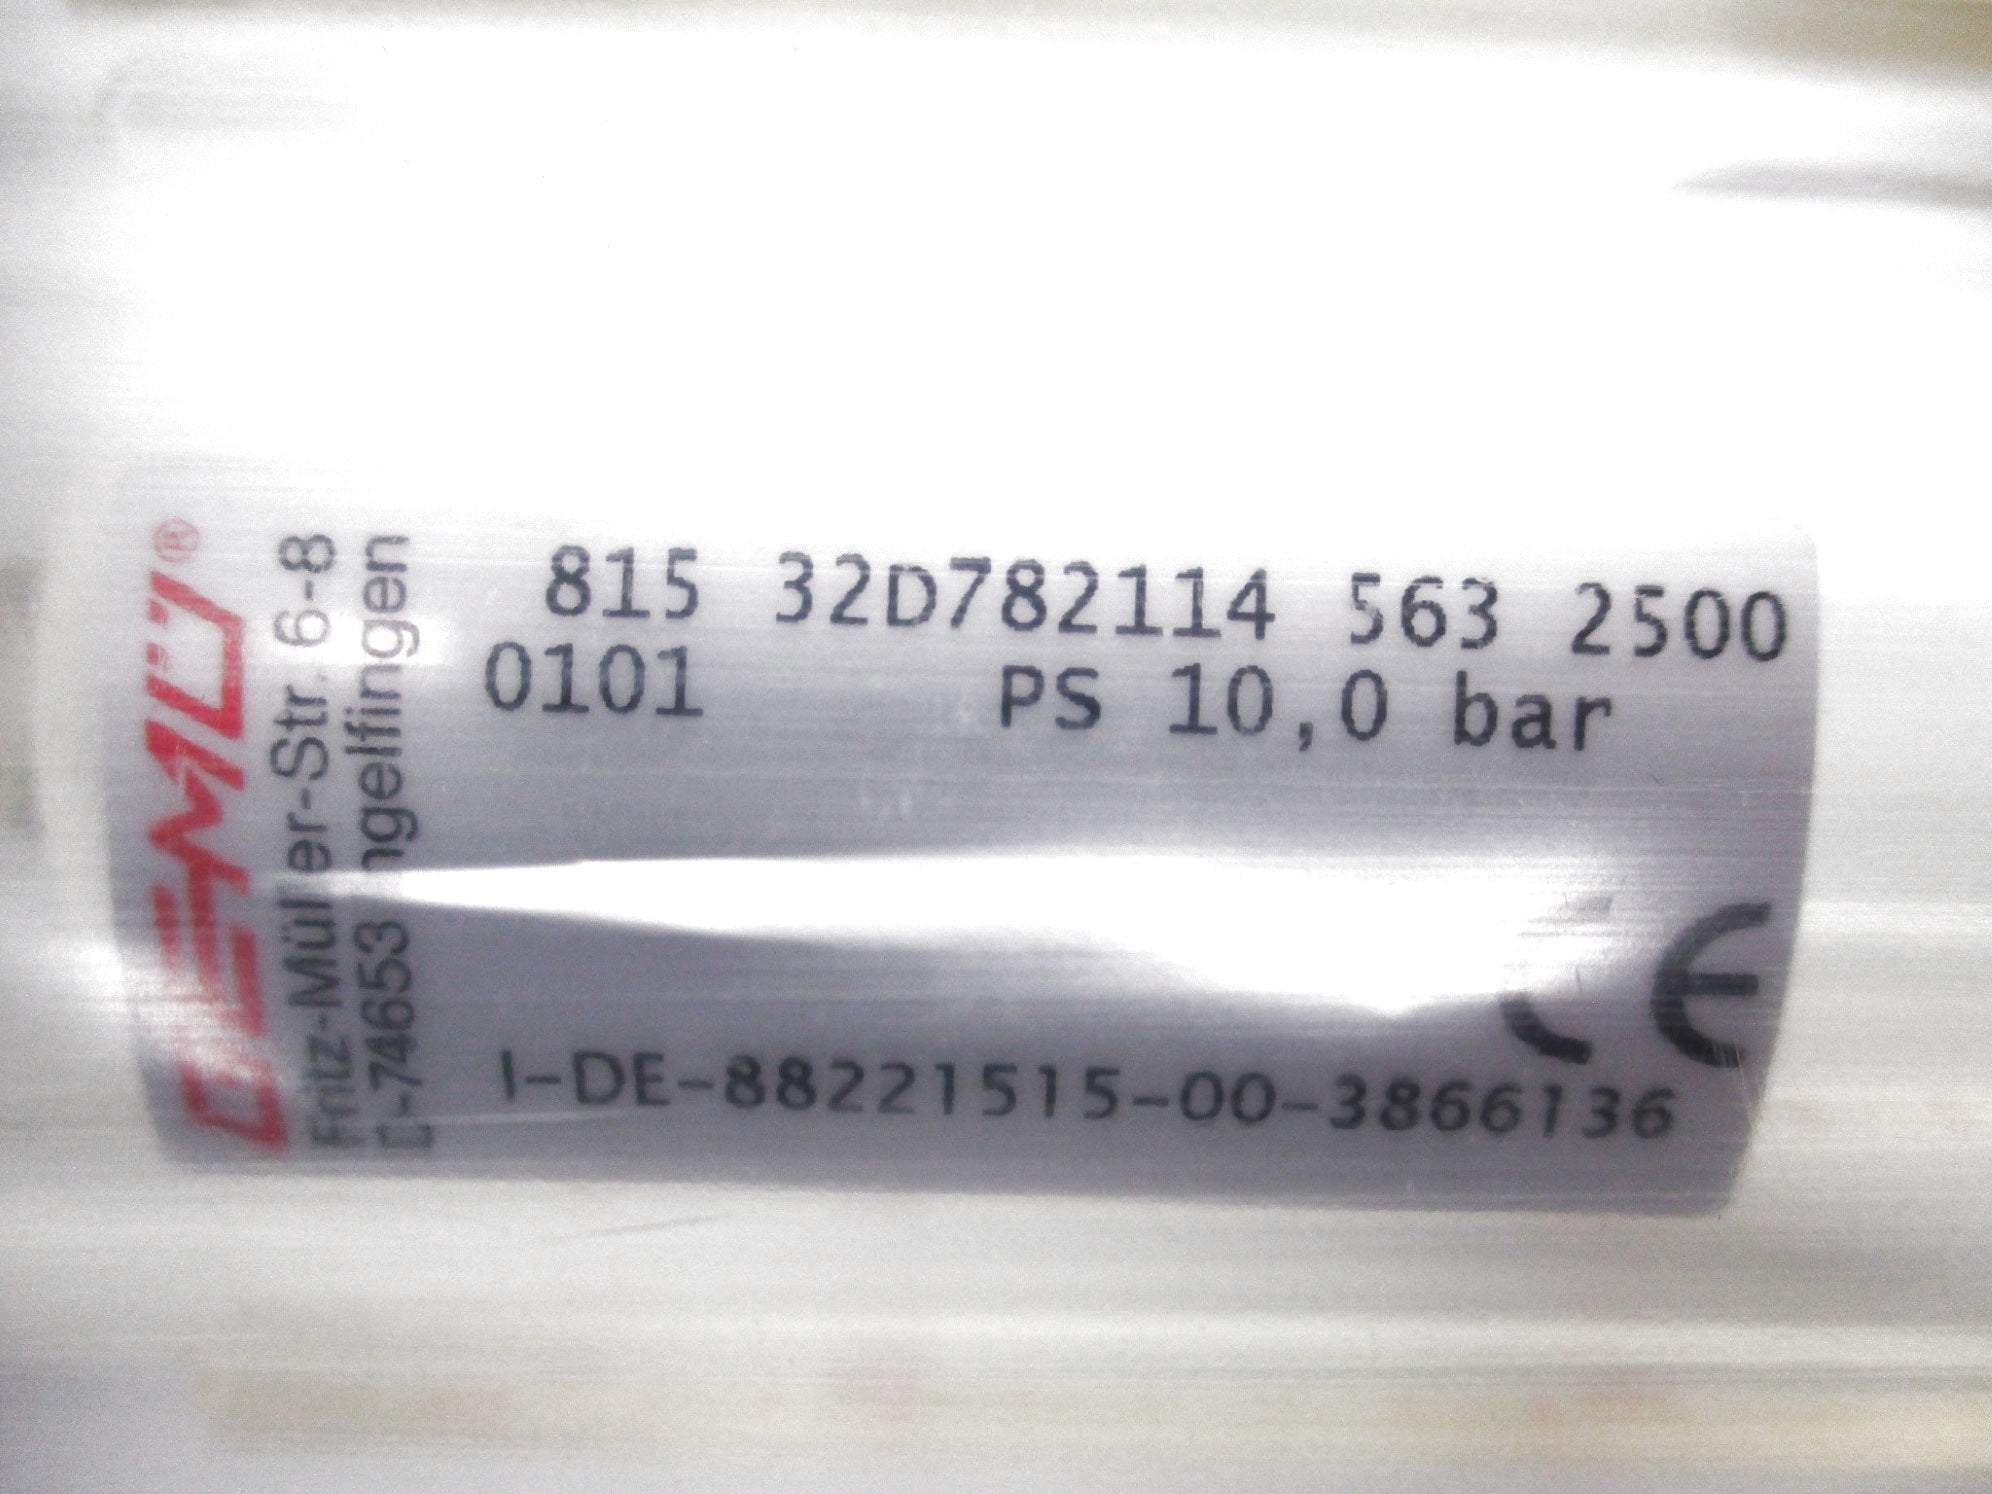 GEMÜ®
Fritz-Müller-Str. 6-8
D-74653 Ingelfingen
815 32D782114 563 2500
0101 PS 10,0 bar
CE
I-DE-88221515-00-3866136